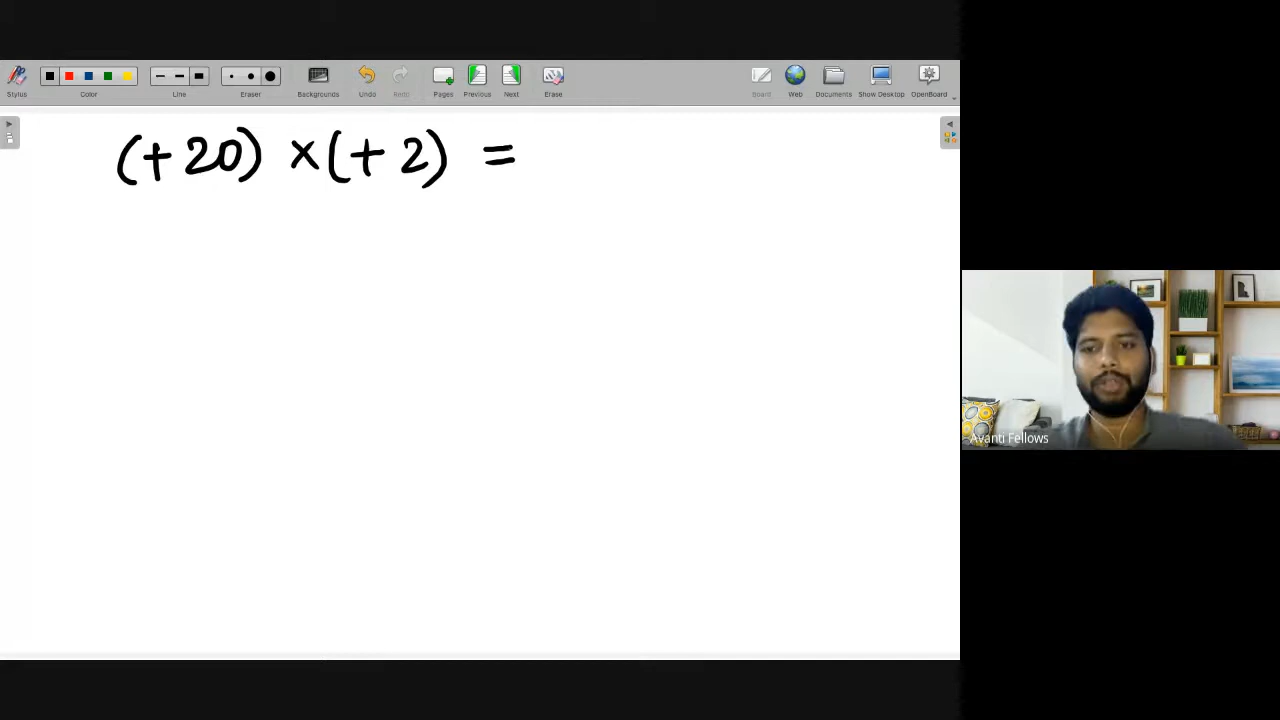 Stylus Color Line Eraser Backgrounds Undo Redo Pages Previous Next Erase Board Web Documents Show Desktop OpenBoard
(+20) ×(+2) =
Avanti Fellows